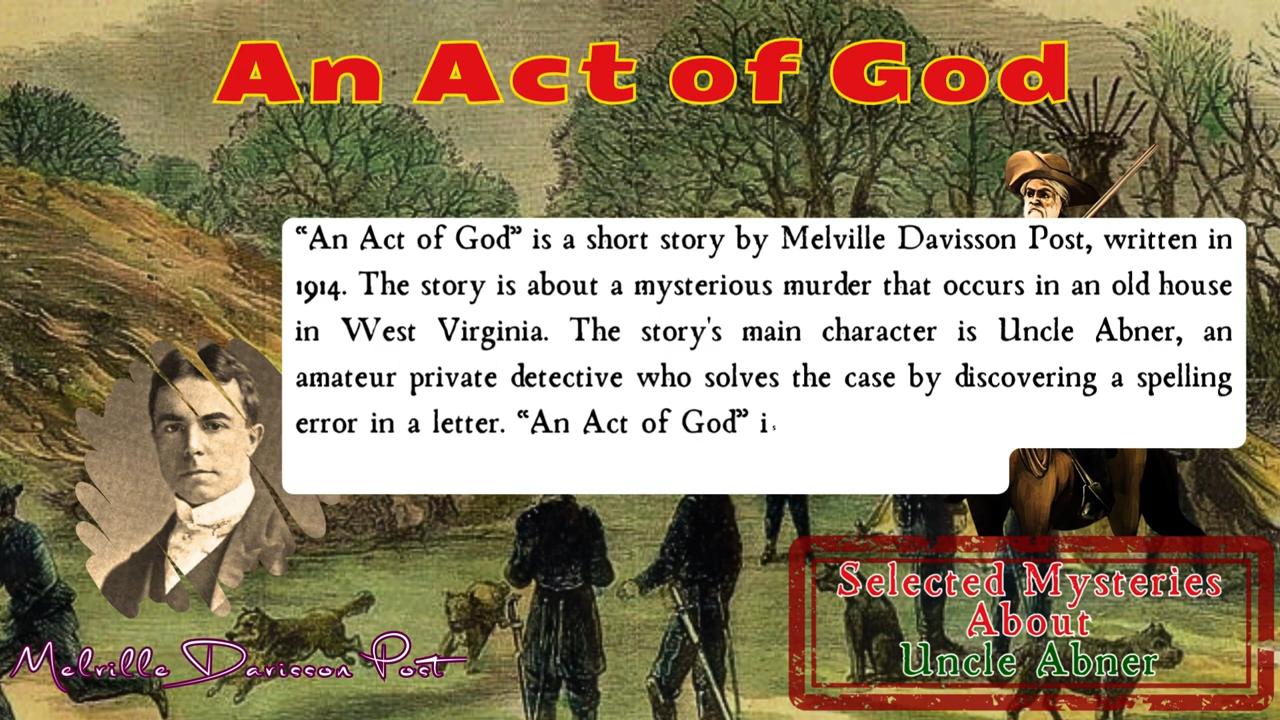 An Act of God
“An Act of God” is a short story by Melville Davisson Post, written in
1914. The story is about a mysterious murder that occurs in an old house
in West Virginia. The story's main character is Uncle Abner, an
amateur private detective who solves the case by discovering a spelling
error in a letter. “An Act of God” is
Melville Davisson Post
Selected Mysteries
About
Uncle Abner